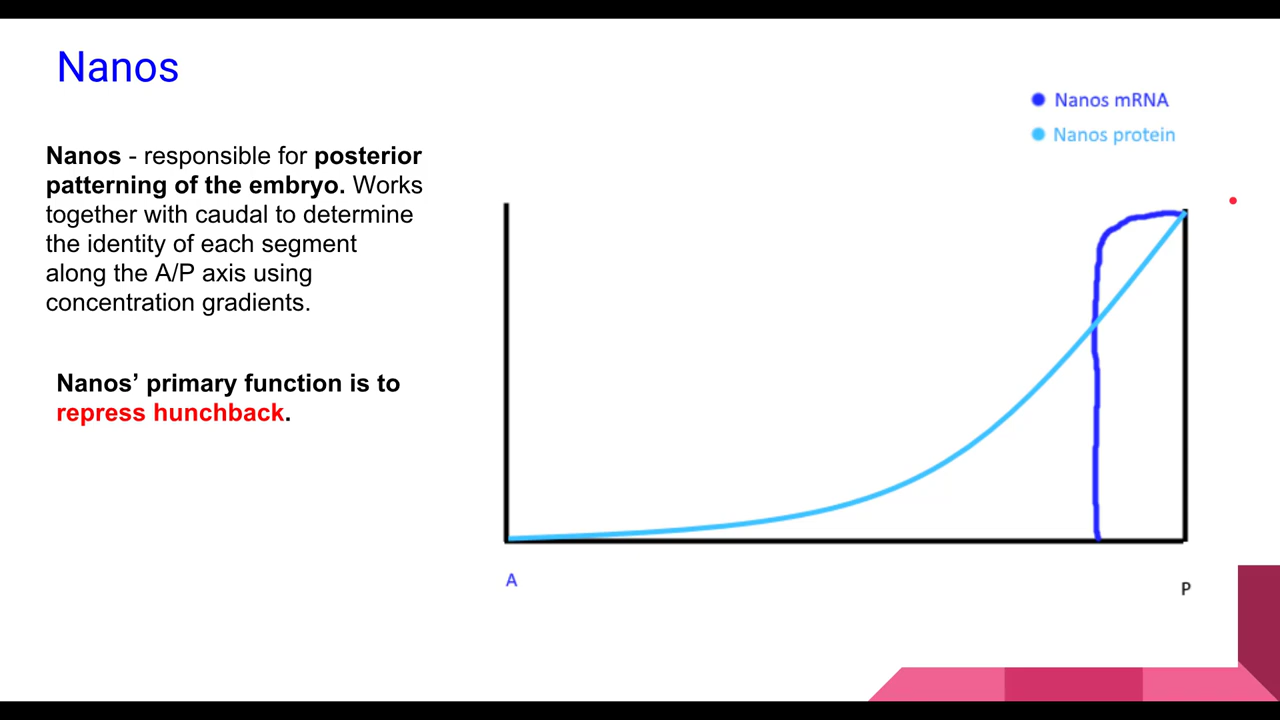 Nanos
Nanos mRNA
Nanos protein
Nanos - responsible for posterior
patterning of the embryo. Works
together with caudal to determine
the identity of each segment
along the A/P axis using
concentration gradients.
Nanos’ primary function is to
repress hunchback.
A
P